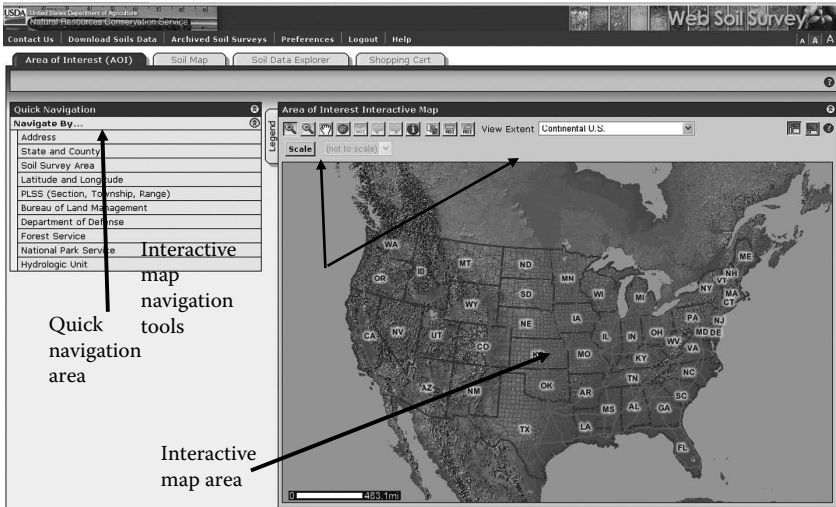 USDA United States Department of Agriculture
Natural Resources Conservation Service
Web Soil Survey
Contact Us | Download Soils Data | Archived Soil Surveys | Preferences | Logout | Help
A A A
Area of Interest (AOI)
Soil Map
Soil Data Explorer
Shopping Cart
Quick Navigation
Navigate By...
Address
State and County
Soil Survey Area
Latitude and Longitude
PLSS (Section, Township, Range)
Bureau of Land Management
Department of Defense
Forest Service
National Park Service
Hydrologic Unit
Interactive
map
navigation
tools
Quick
navigation
area
Interactive
map area
Legend
Area of Interest Interactive Map
View Extent Continental U.S.
Scale (not to scale)
AOI AOI
WA
MT
ND
MN
ME
OR
ID
SD
WI
MI
VT
NH
NY
MA
CT
WY
NE
IA
PA
NJ
CA
NV
UT
CO
IL
IN
OH
WV
MD
DE
VA
MO
KY
AZ
NM
OK
AR
TN
NC
SC
TX
LA
MS
AL
GA
FL
0 463.1mi